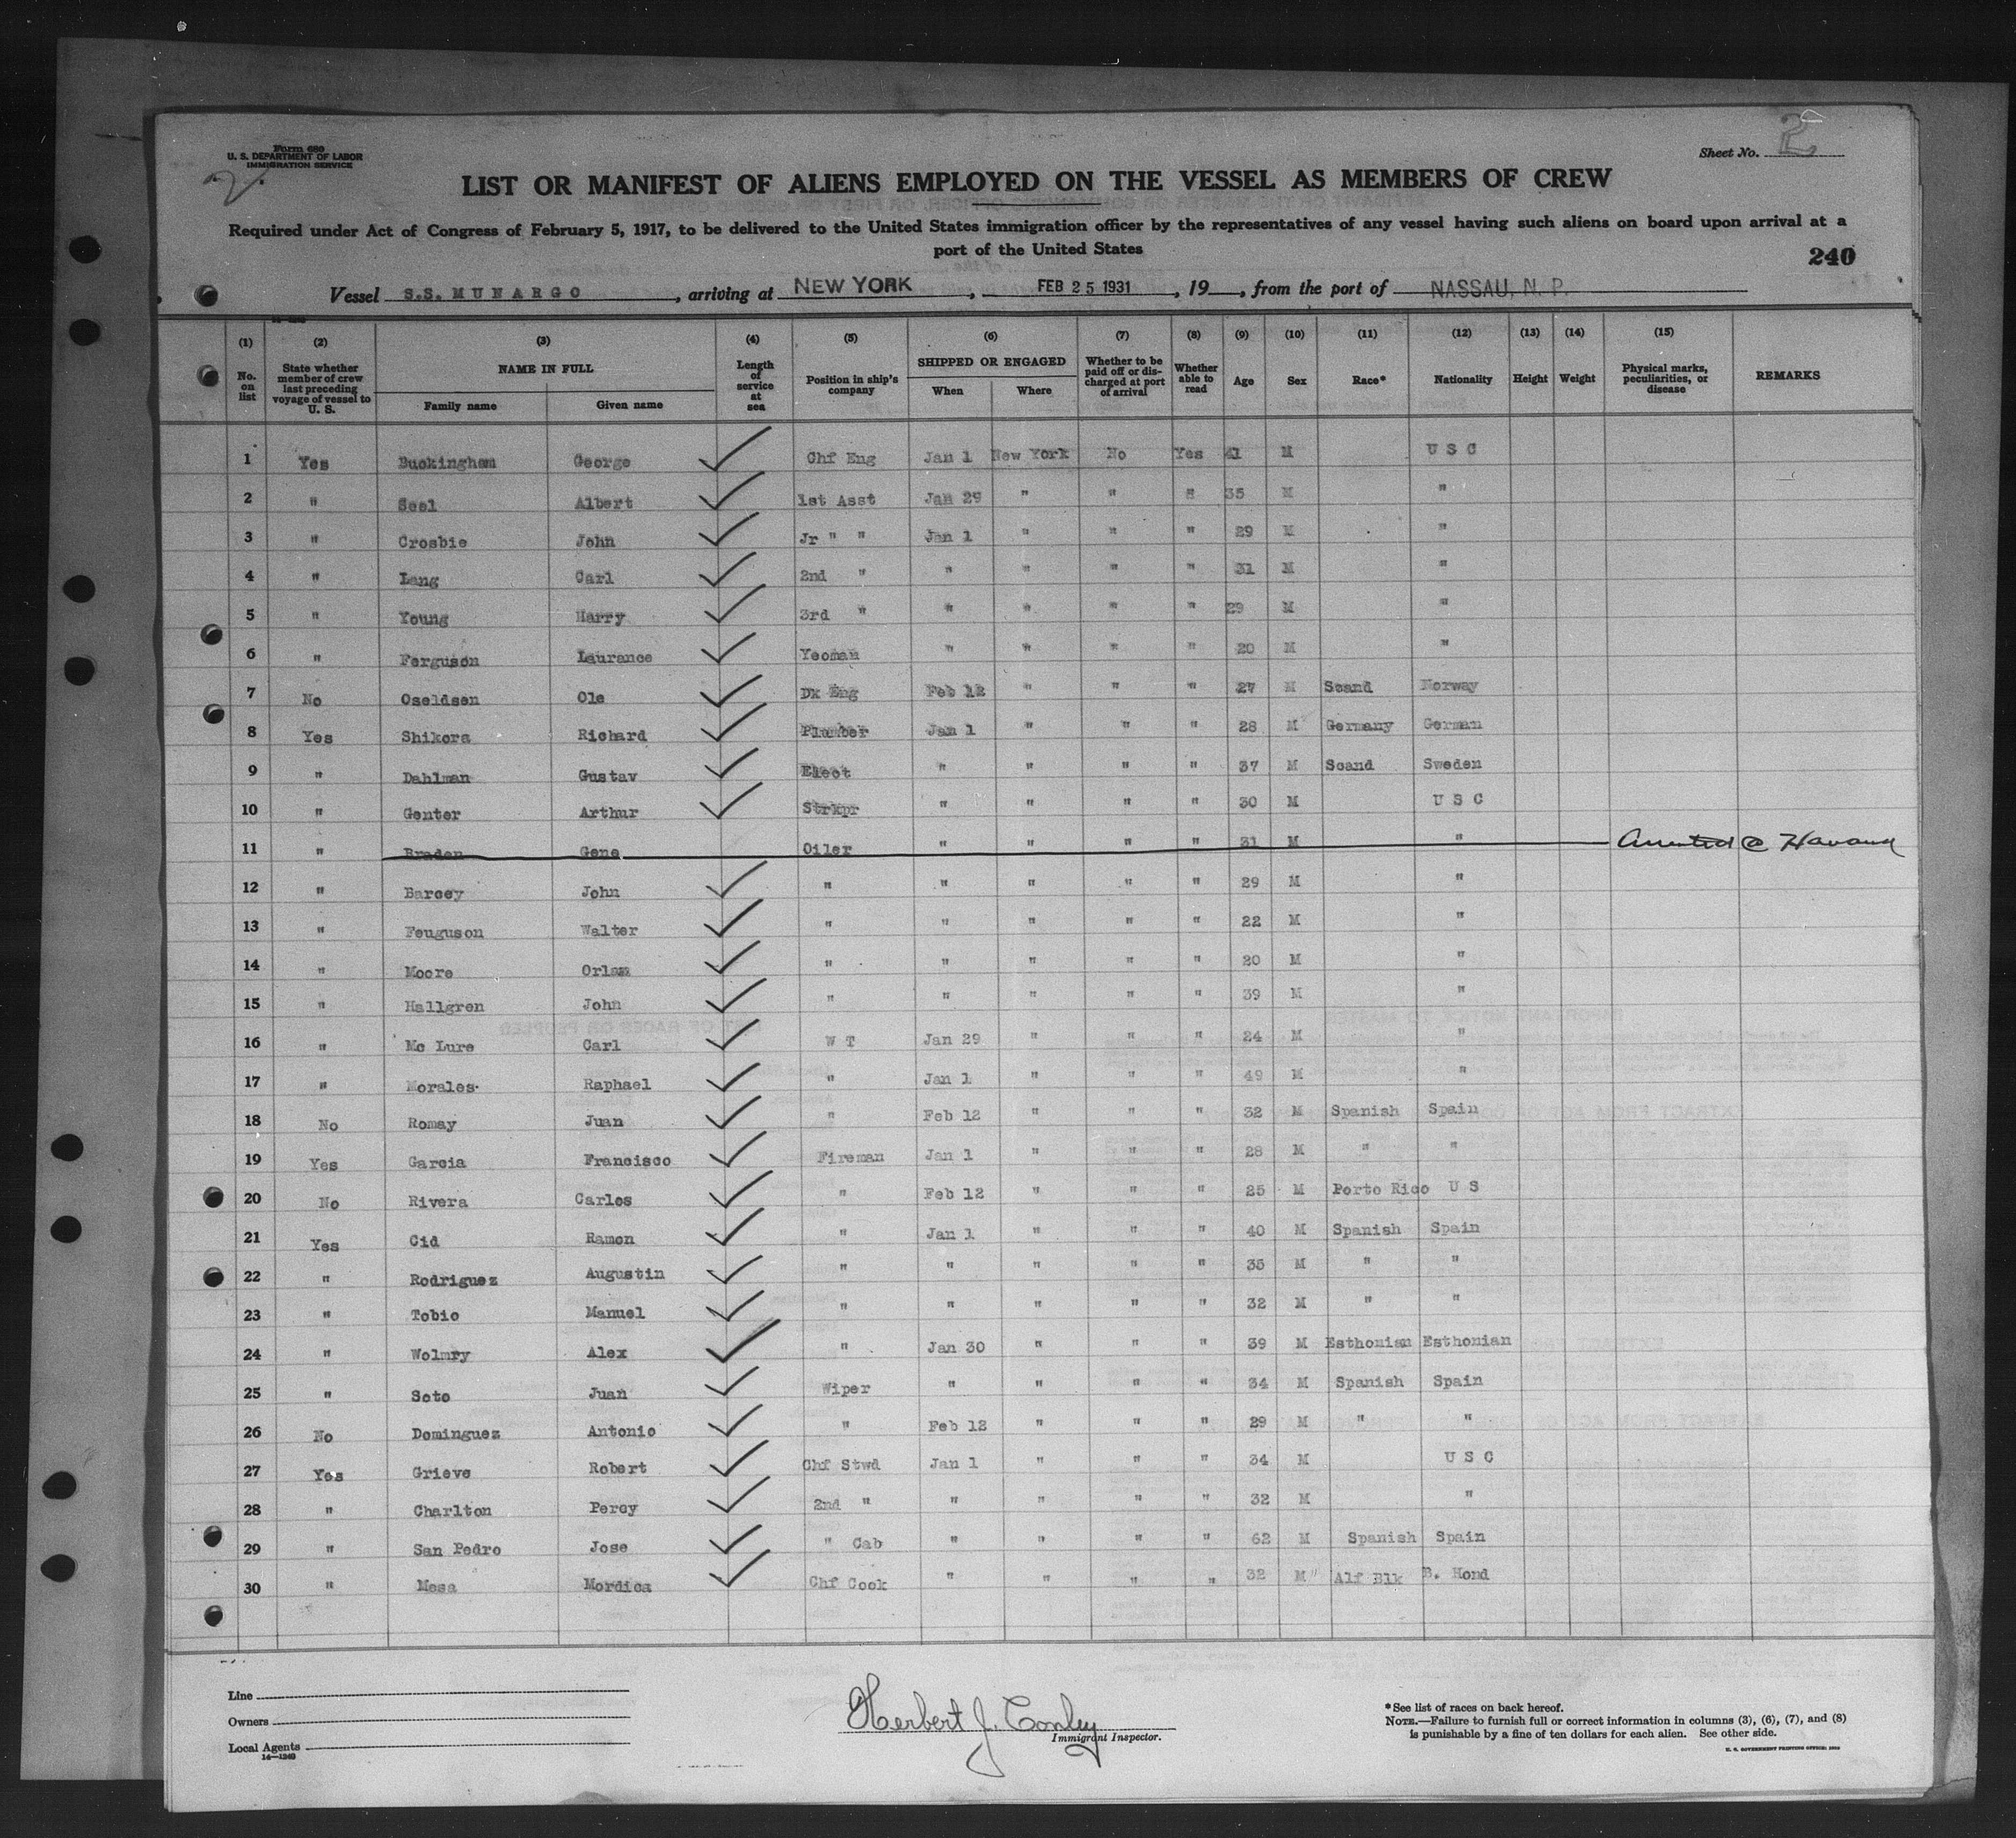 Form 689
U. S. DEPARTMENT OF LABOR
IMMIGRATION SERVICE
2.
Sheet No. 2
LIST OR MANIFEST OF ALIENS EMPLOYED ON THE VESSEL AS MEMBERS OF CREW
Required under Act of Congress of February 5, 1917, to be delivered to the United States immigration officer by the representatives of any vessel having such aliens on board upon arrival at a
port of the United States
240
Vessel S.S. MUNARGO, arriving at NEW YORK, FEB 25 1931, 19, from the port of NASSAU, N. P.
(1) No. on list (2) State whether member of crew last preceding voyage of vessel to U. S. (3) NAME IN FULL Family name Given name (4) Length of service at sea (5) Position in ship's company (6) SHIPPED OR ENGAGED When Where (7) Whether to be paid off or discharged at port of arrival (8) Whether able to read (9) Age (10) Sex (11) Race* (12) Nationality (13) Height (14) Weight (15) Physical marks, peculiarities, or disease REMARKS
1 Yes Buckingham George Chf Eng Jan 1 New York No Yes 41 M U S C
2 " Seel Albert 1st Asst Jan 29 " " " 35 M "
3 " Crosbie John Jr " " Jan 1 " " " 29 M "
4 " Lang Carl 2nd " " " " " 31 M "
5 " Young Harry 3rd " " " " " 29 M "
6 " Ferguson Laurance Yeoman " " " " 20 M "
7 No Oseldsen Ole Dk Eng Feb 12 " " " 27 M Scand Norway
8 Yes Shikora Richard Plumber Jan 1 " " " 28 M Germany German
9 " Dahlman Gustav Elect " " " " 37 M Scand Sweden
10 " Genter Arthur Strkpr " " " " 30 M U S C
11 " Braden Gene Oiler " " " " 31 M " Arrested @ Havana
12 " Barcey John " " " " " 29 M "
13 " Feuguson Walter " " " " " 22 M "
14 " Moore Orlam " " " " " 20 M "
15 " Hallgren John " " " " " 39 M "
16 " Mc Lure Carl W T Jan 29 " " " 24 M "
17 " Morales Raphael " Jan 1 " " " 49 M "
18 No Romay Juan " Feb 12 " " " 32 M Spanish Spain
19 Yes Garcia Francisco Fireman Jan 1 " " " 28 M " "
20 No Rivera Carlos " Feb 12 " " " 25 M Porto Rico U S
21 Yes Cid Ramon " Jan 1 " " " 40 M Spanish Spain
22 " Rodriguez Augustin " " " " " 35 M " "
23 " Tobio Manuel " " " " " 32 M " "
24 " Wolmry Alex " Jan 30 " " " 39 M Esthonian Esthonian
25 " Soto Juan Wiper " " " " 34 M Spanish Spain
26 No Dominguez Antonio " Feb 12 " " " 29 M " "
27 Yes Grieve Robert Chf Stwd Jan 1 " " " 34 M U S C
28 " Charlton Percy 2nd " " " " " 32 M "
29 " San Pedro Jose " Cab " " " " 62 M Spanish Spain
30 " Mesa Mordica Chf Cook " " " " 32 M " Alf Blk B. Hond
Line
Owners
Local Agents
14—1240
Herbert J. Conley
Immigrant Inspector.
*See list of races on back hereof.
NOTE.—Failure to furnish full or correct information in columns (3), (6), (7), and (8)
is punishable by a fine of ten dollars for each alien. See other side.